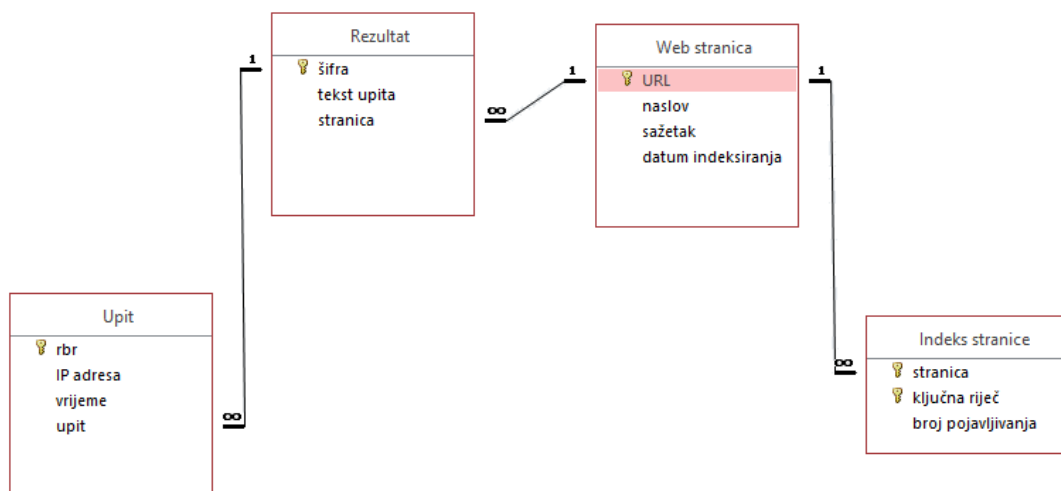 Rezultat
šifra
tekst upita
stranica
1
∞
Web stranica
URL
naslov
sažetak
datum indeksiranja
1
1
∞
Upit
rbr
IP adresa
vrijeme
upit
∞
Indeks stranice
stranica
ključna riječ
broj pojavljivanja